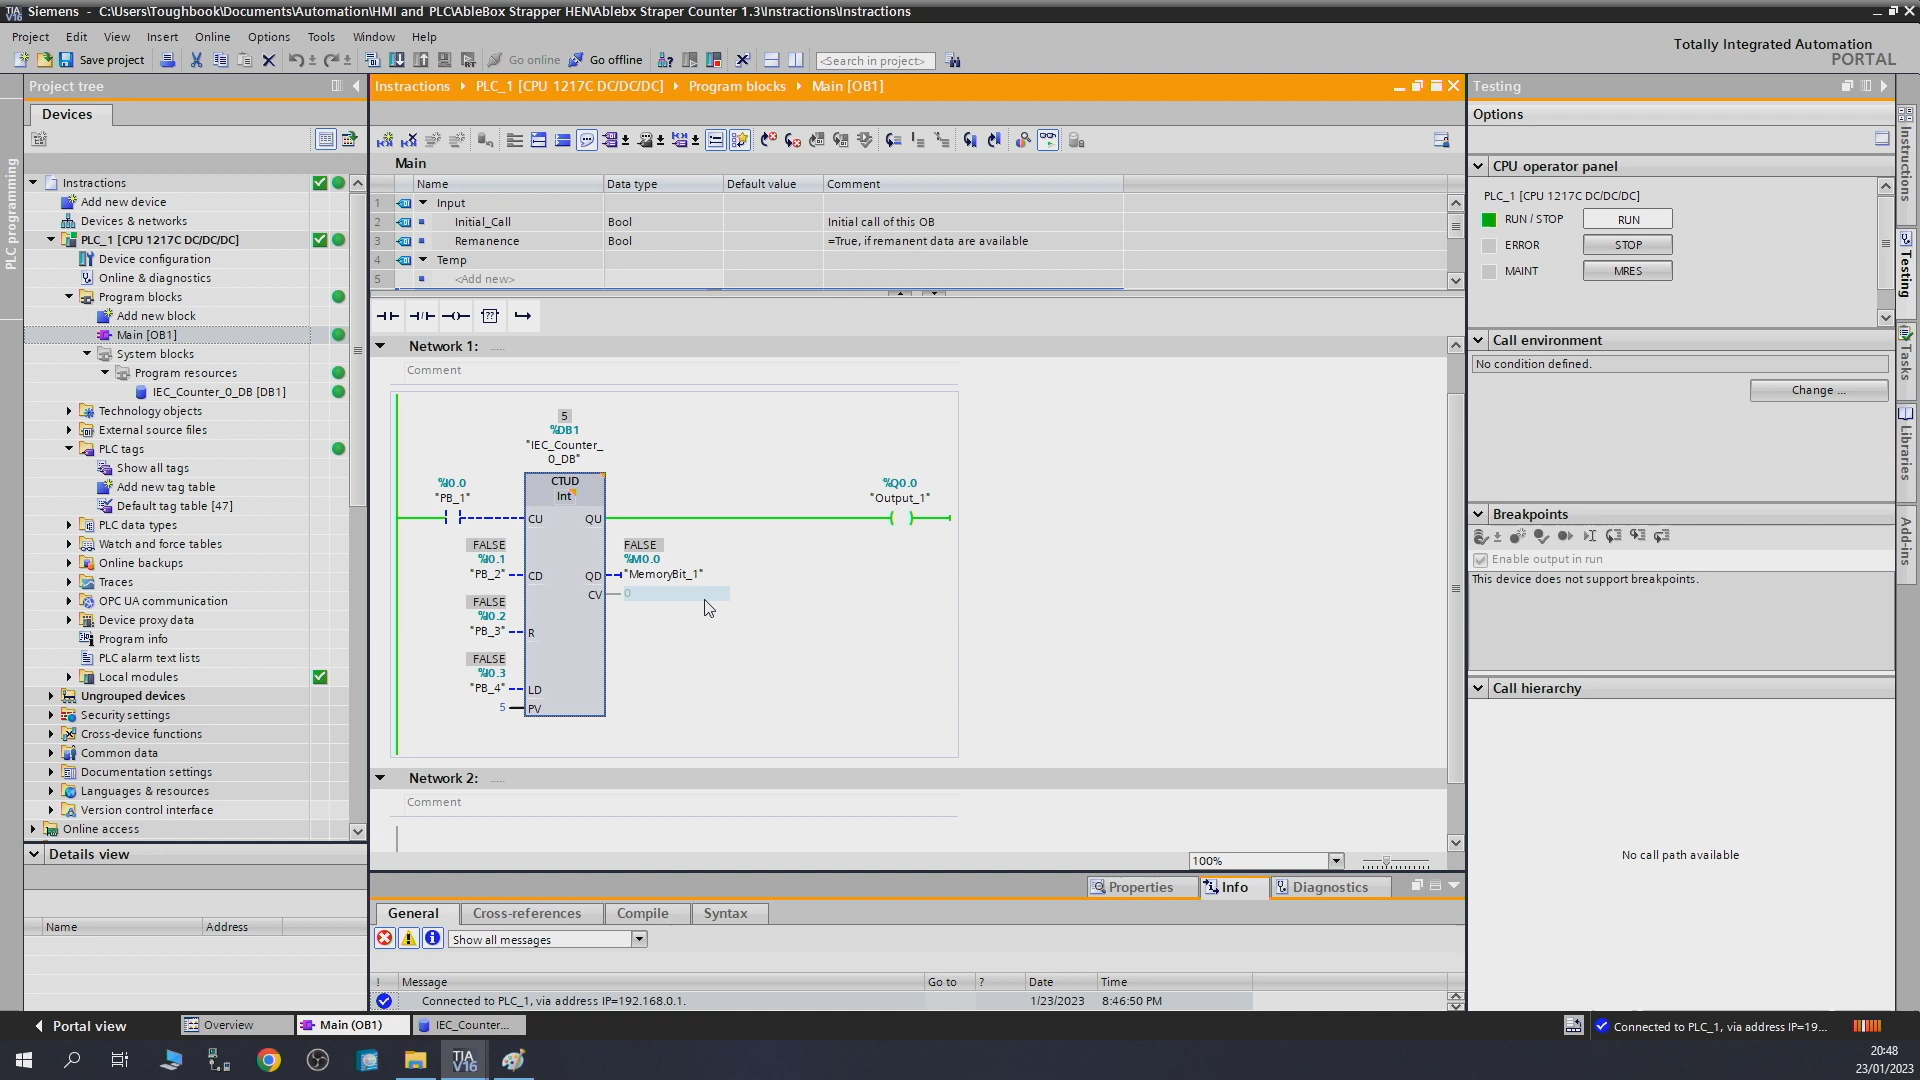 Siemens  -  C:\Users\Toughbook\Documents\Automation\HMI and PLC\AbleBox Strapper HEN\Ablebx Straper Counter 1.3\Instractions\Instractions
Project Edit View Insert Online Options Tools Window Help
Totally Integrated Automation
PORTAL
Save project
Go online
Go offline
<Search in project>
Project tree
Devices
PLC programming
Instractions
Add new device
Devices & networks
PLC_1 [CPU 1217C DC/DC/DC]
Device configuration
Online & diagnostics
Program blocks
Add new block
Main [OB1]
System blocks
Program resources
IEC_Counter_0_DB [DB1]
Technology objects
External source files
PLC tags
Show all tags
Add new tag table
Default tag table [47]
PLC data types
Watch and force tables
Online backups
Traces
OPC UA communication
Device proxy data
Program info
PLC alarm text lists
Local modules
Ungrouped devices
Security settings
Cross-device functions
Common data
Documentation settings
Languages & resources
Version control interface
Online access
Details view
Name Address
Instractions PLC_1 [CPU 1217C DC/DC/DC] Program blocks Main [OB1]
Main
Name Data type Default value Comment
1 Input
2 Initial_Call Bool Initial call of this OB
3 Remanence Bool =True, if remanent data are available
4 Temp
5 <Add new>
??
Network 1: .....
Comment
5
%DB1
"IEC_Counter_
0_DB"
CTUD
Int
%I0.0
"PB_1"
CU
QU
%Q0.0
"Output_1"
FALSE
%I0.1
"PB_2"
CD
QD
FALSE
%M0.0
"MemoryBit_1"
CV
0
FALSE
%I0.2
"PB_3"
R
FALSE
%I0.3
"PB_4"
LD
5
PV
Network 2: .....
Comment
100%
Properties Info Diagnostics
General Cross-references Compile Syntax
Show all messages
! Message Go to ? Date Time
Connected to PLC_1, via address IP=192.168.0.1. 1/23/2023 8:46:50 PM
Testing
Options
CPU operator panel
PLC_1 [CPU 1217C DC/DC/DC]
RUN / STOP RUN
ERROR STOP
MAINT MRES
Call environment
No condition defined.
Change ...
Breakpoints
Enable output in run
This device does not support breakpoints.
Call hierarchy
No call path available
Instructions
Testing
Tasks
Libraries
Add-ins
Portal view
Overview
Main (OB1)
IEC_Counter...
Connected to PLC_1, via address IP=19...
TIA
V16
20:48
23/01/2023